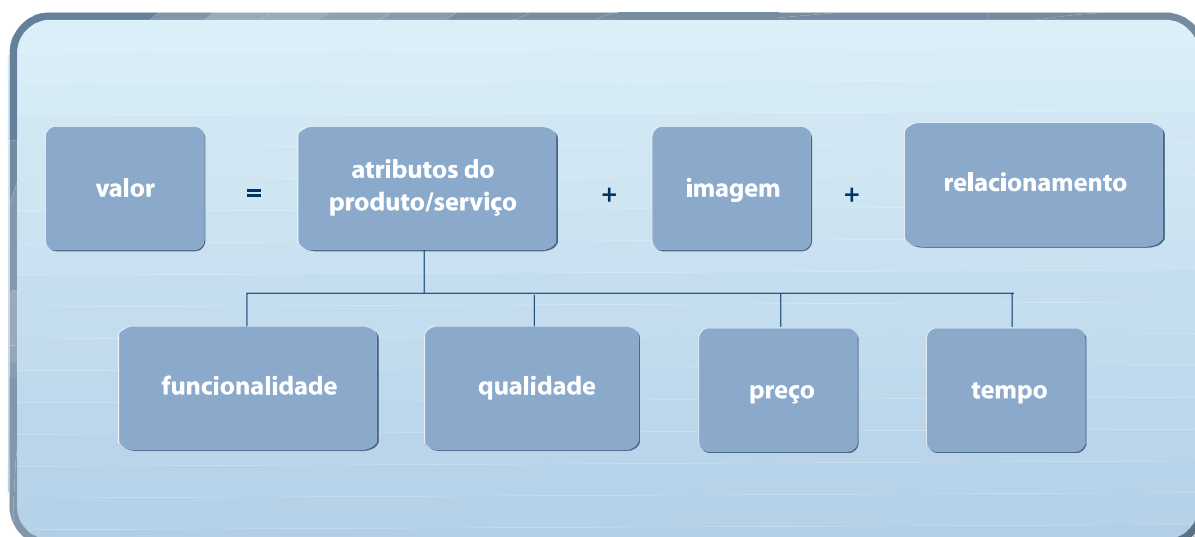 valor
=
atributos do
produto/serviço
+
imagem
+
relacionamento
funcionalidade
qualidade
preço
tempo